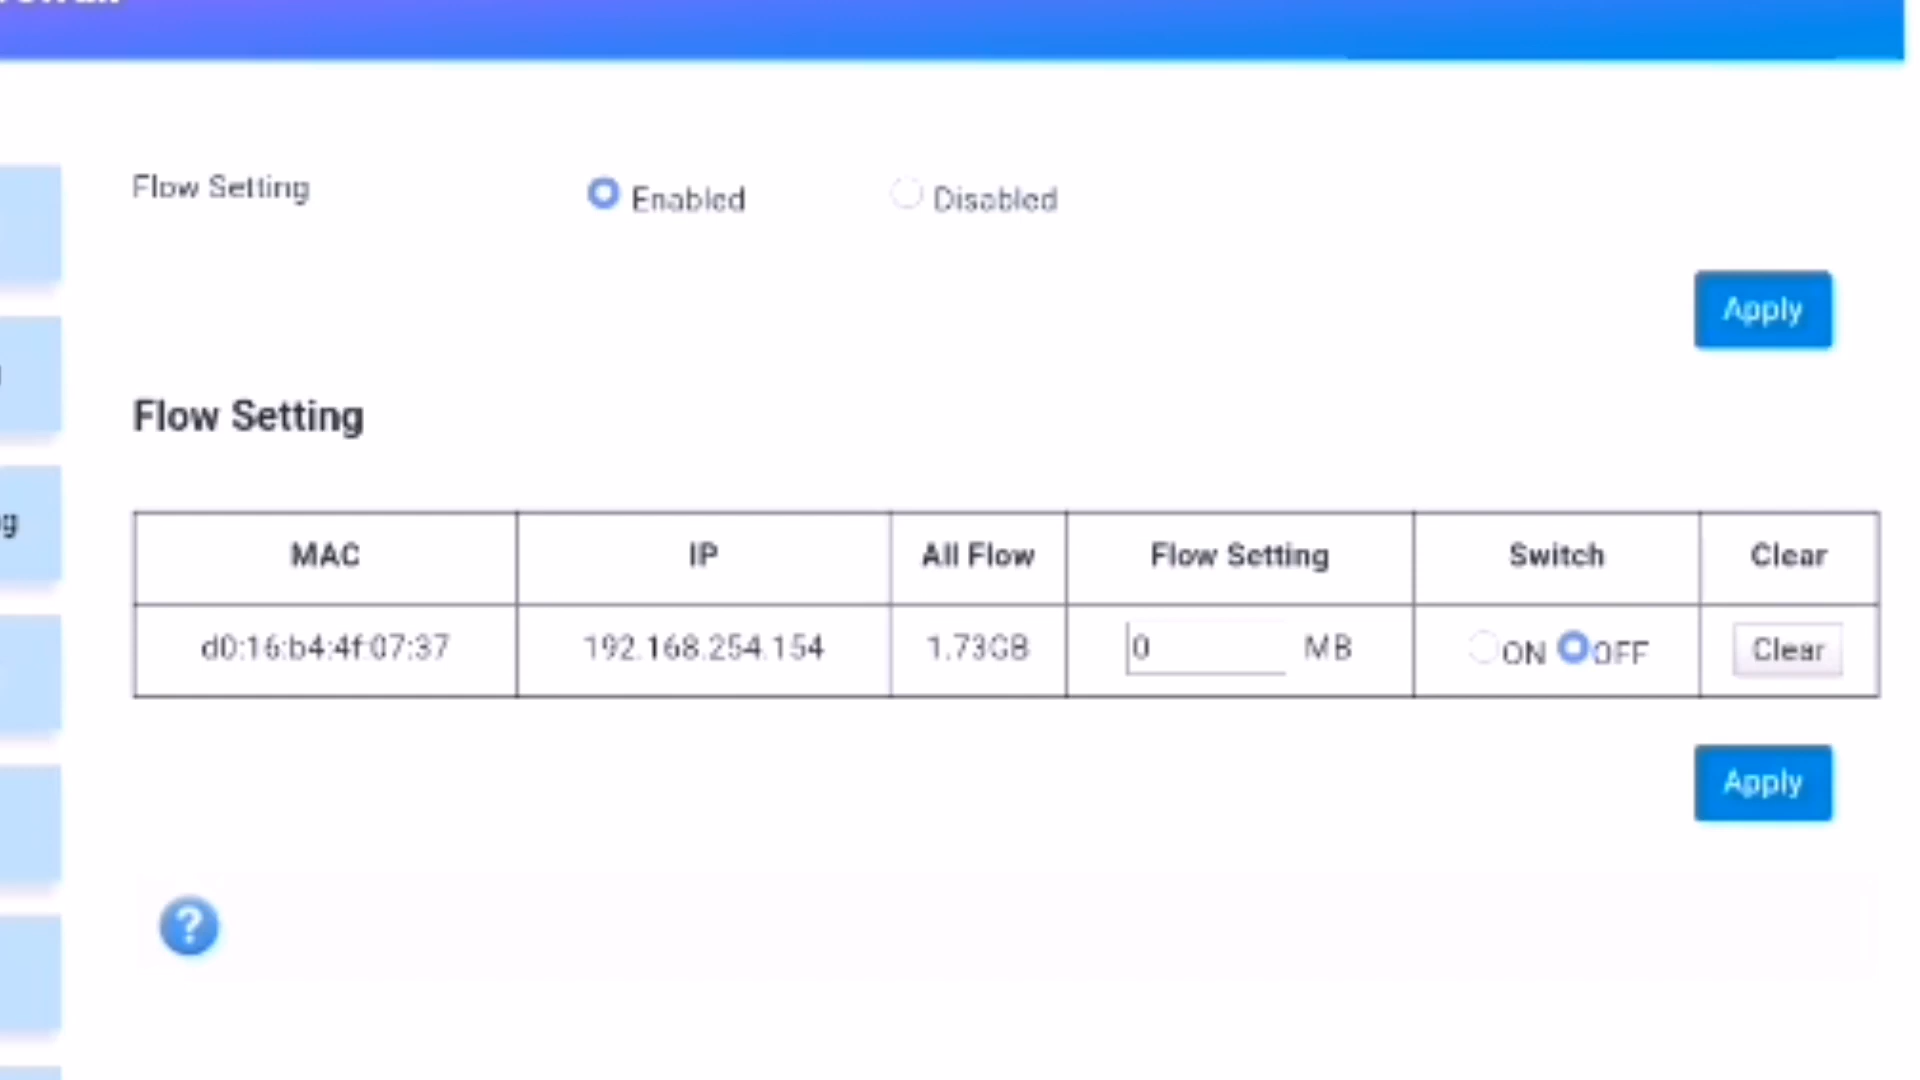 Flow Setting Enabled Disabled
Apply
Flow Setting
MAC IP All Flow Flow Setting Switch Clear
d0:16:b4:4f:07:37 192.168.254.154 1.73GB 0 MB ON OFF Clear
Apply
?